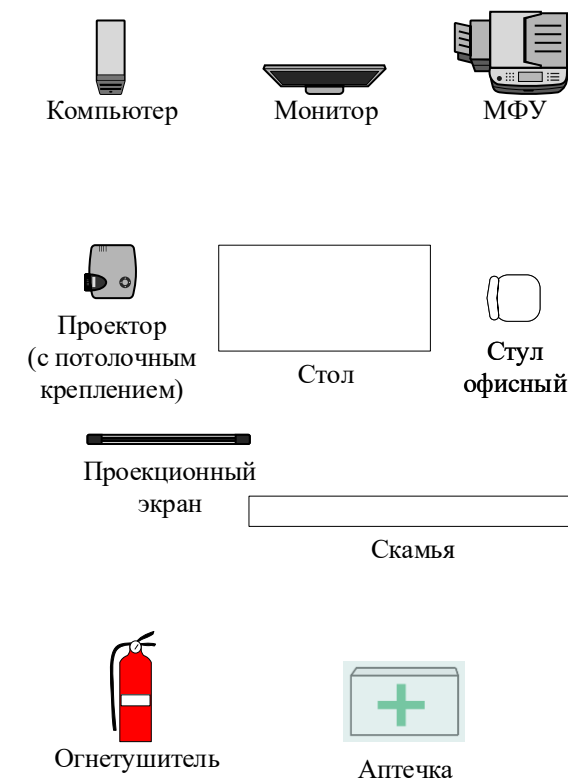 Компьютер
Монитор
МФУ
Проектор
(с потолочным
креплением)
Стол
Стул
офисный
Проекционный
экран
Скамья
Огнетушитель
Аптечка